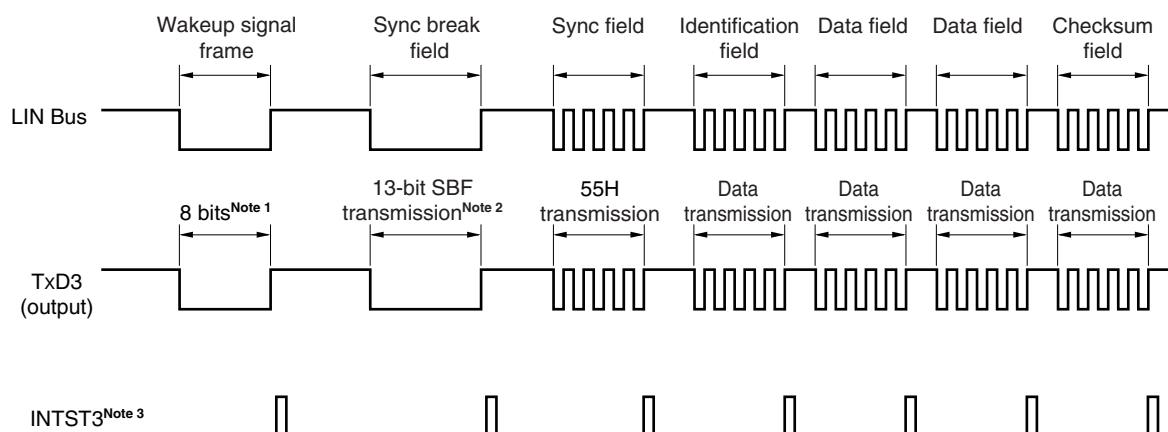 Wakeup signal frame
Sync break field
Sync field
Identification field
Data field
Data field
Checksum field
LIN Bus
8 bitsNote 1
13-bit SBF transmissionNote 2
55H transmission
Data transmission
Data transmission
Data transmission
Data transmission
TxD3 (output)
INTST3Note 3